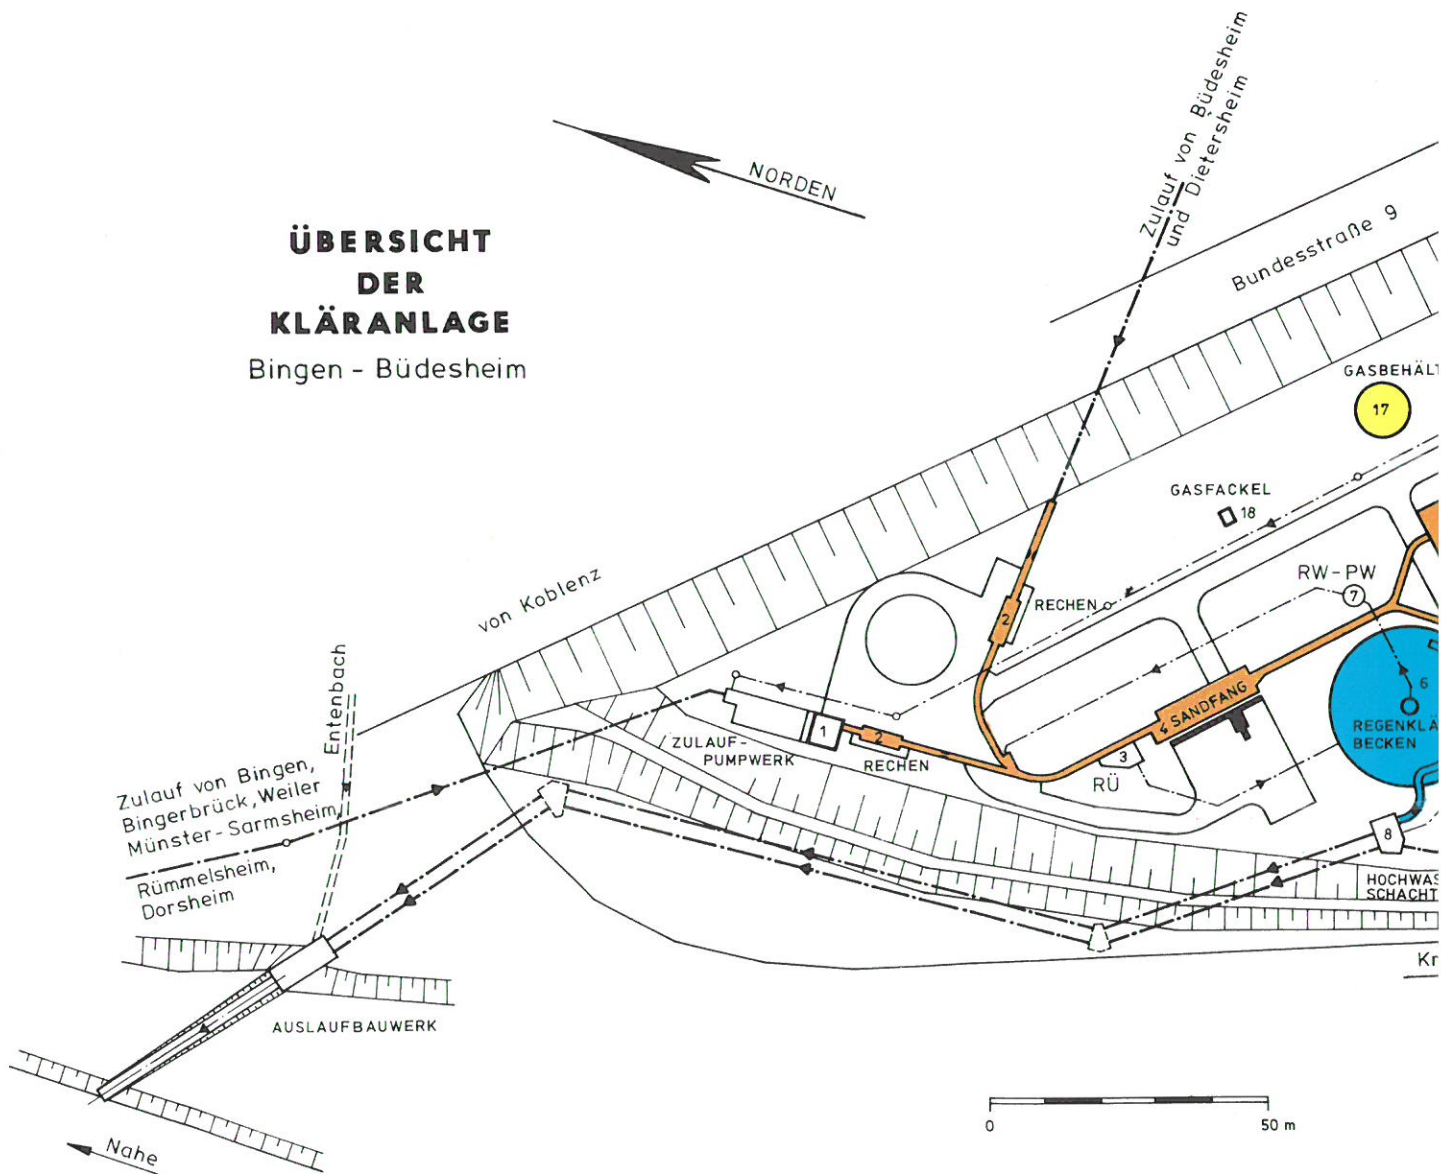 ÜBERSICHT
DER
KLÄRANLAGE
Bingen - Büdesheim
NORDEN
Zulauf von Büdesheim
und Dietersheim
Bundesstraße 9
GASBEHÄLT
17
GASFACKEL
18
RW-PW
7
RECHEN
2
von Koblenz
Entenbach
4 SANDFANG
6
REGENKLÄ
BECKEN
1
2
ZULAUF-
PUMPWERK
RECHEN
3
RÜ
8
HOCHWAS
SCHACHT
Zulauf von Bingen,
Bingerbrück, Weiler
Münster-Sarmsheim,
Rümmelsheim,
Dorsheim
Kr
AUSLAUFBAUWERK
0
50 m
Nahe